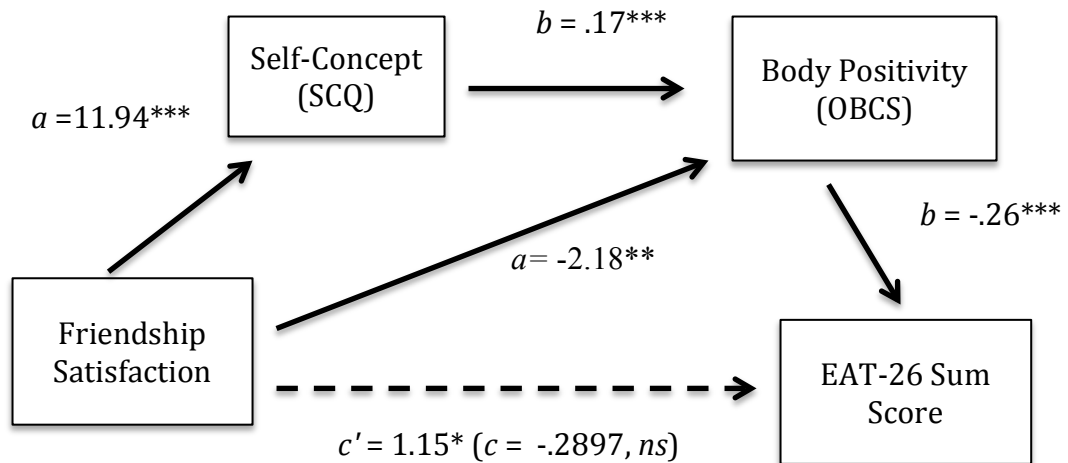 b = .17***
Self-Concept
(SCQ)
Body Positivity
(OBCS)
a =11.94***
b = -.26***
a= -2.18**
Friendship
Satisfaction
EAT-26 Sum
Score
c' = 1.15* (c = -.2897, ns)